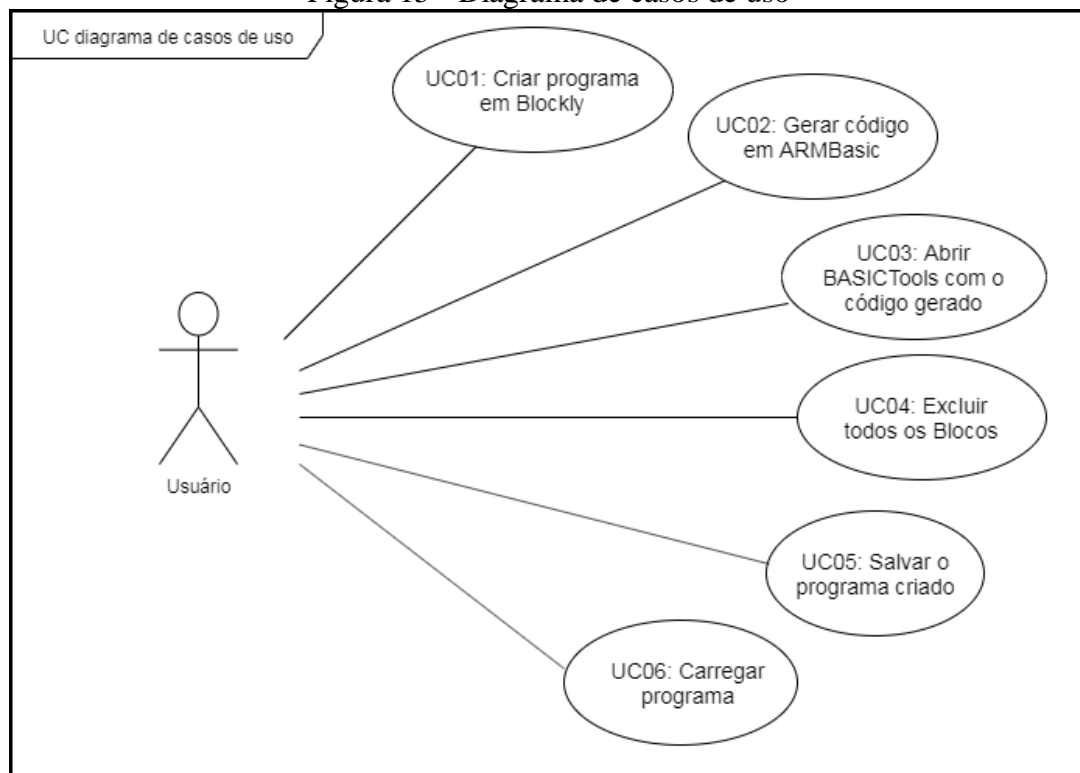 Figura 15 - Diagrama de casos de uso
UC diagrama de casos de uso
UC01: Criar programa
em Blockly
UC02: Gerar código
em ARMBasic
UC03: Abrir
BASICTools com o
código gerado
UC04: Excluir
todos os Blocos
Usuário
UC05: Salvar o
programa criado
UC06: Carregar
programa